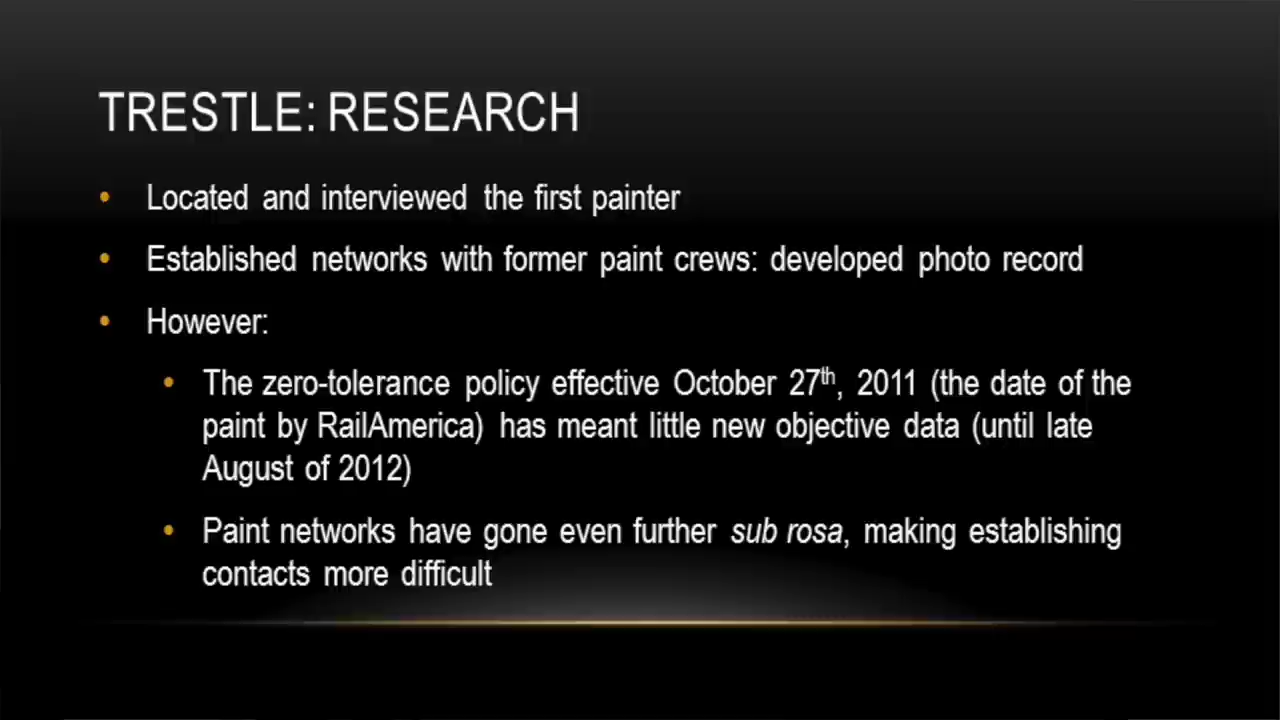 TRESTLE: RESEARCH
• Located and interviewed the first painter
• Established networks with former paint crews: developed photo record
• However:
• The zero-tolerance policy effective October 27th, 2011 (the date of the
paint by RailAmerica) has meant little new objective data (until late
August of 2012)
• Paint networks have gone even further sub rosa, making establishing
contacts more difficult